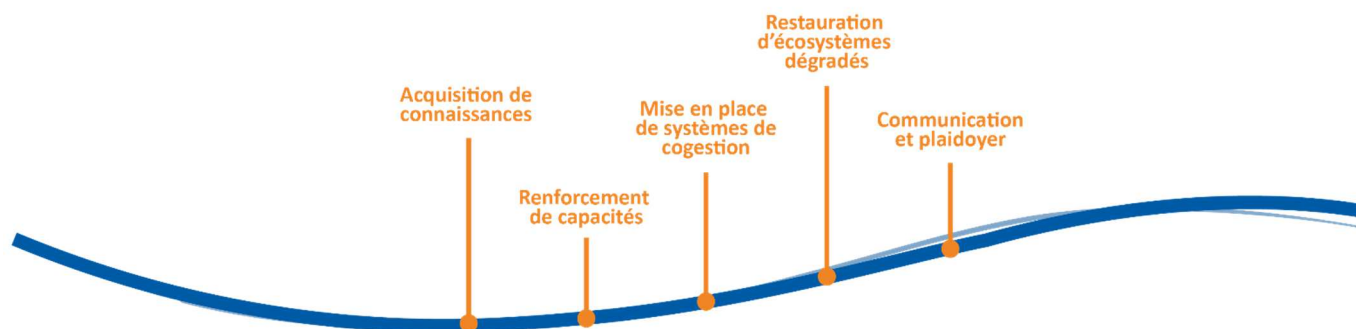 Acquisition de
connaissances
Renforcement
de capacités
Mise en place
de systèmes de
cogestion
Restauration
d'écosystèmes
dégradés
Communication
et plaidoyer